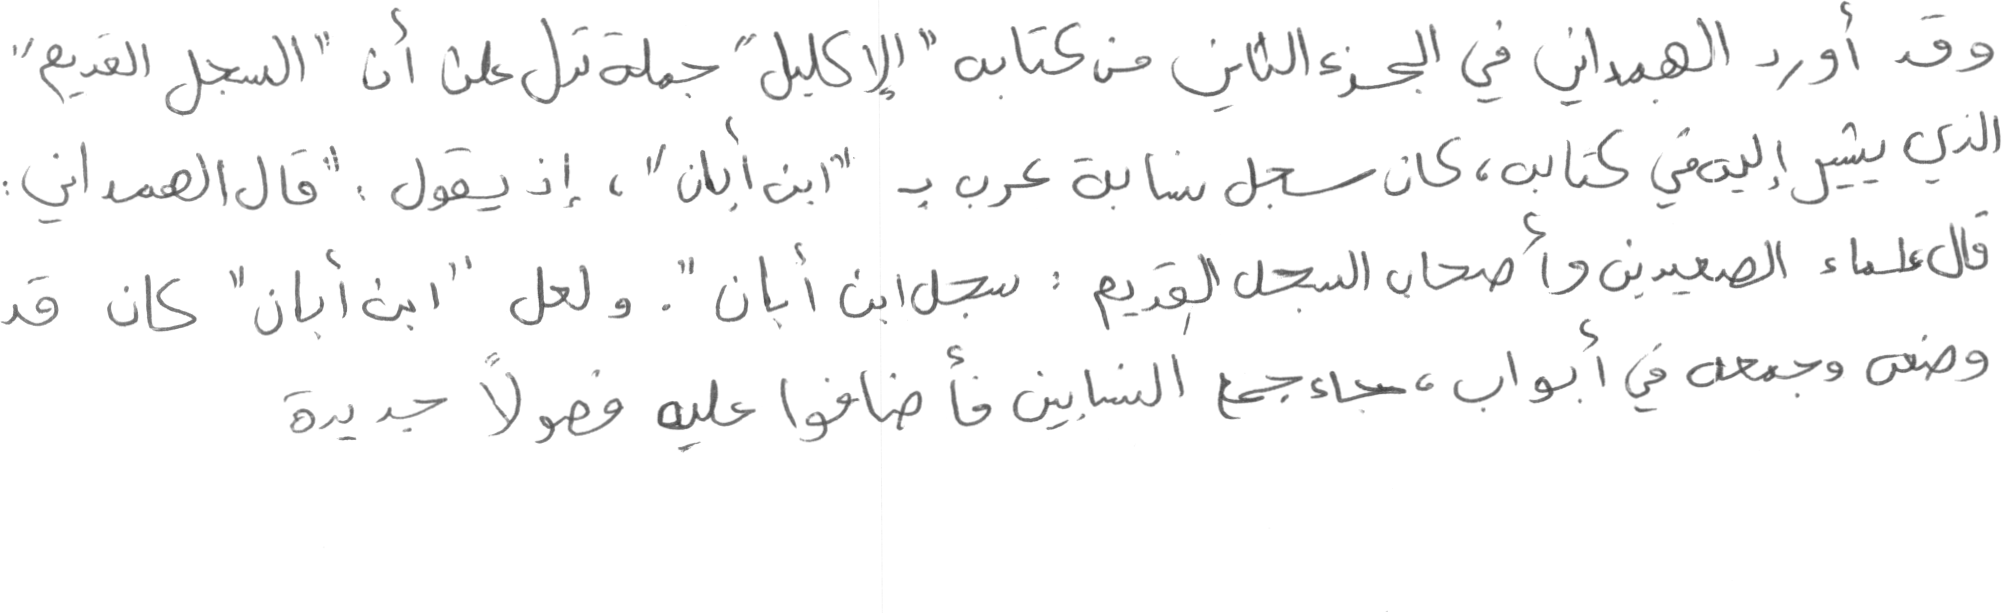 وقد أورد الهمداني في الجزء الثاني من كتابه "الإكليل" جملة تدل على أن "السجل القديم"
الذي يشير إليه في كتابه، كان سجل نسابة عرب بـ "ابن أبان"، إذ يقول: "قال الهمداني:
قال علماء الصعيدين وأصحاب السجل القديم: سجل ابن أبان". ولعل "ابن أبان" كان قد
وضعه وجمعه في أبواب، جاء جمع النسابين فأضافوا عليه فصولاً جديدة